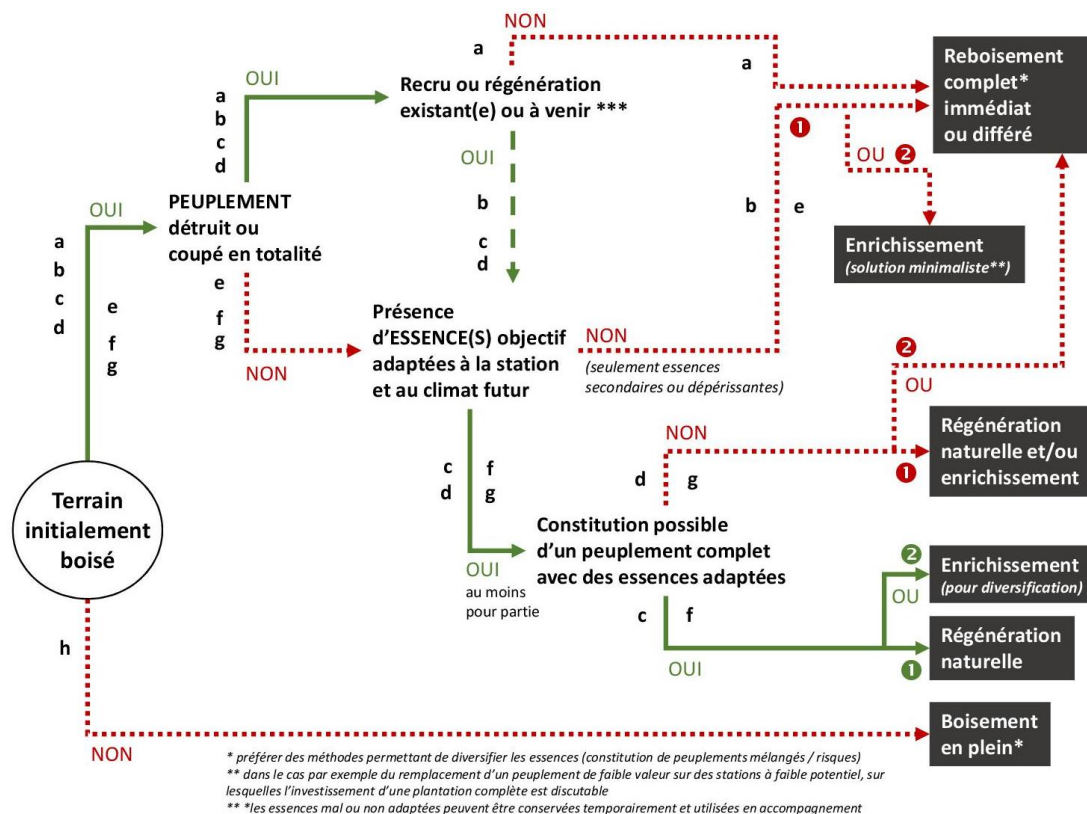 NON
a
a
OUI
a
b
c
d
Recru ou régénération
existant(e) ou à venir ***
Reboisement
complet*
immédiat
ou différé
1
OU 2
OUI
b
c
d
b
e
OUI
a
b
c
d
e
f
g
PEUPLEMENT
détruit ou
coupé en totalité
e
f
g
NON
Enrichissement
(solution minimaliste**)
Présence
d'ESSENCE(S) objectif
adaptées à la station
et au climat futur
NON
(seulement essences
secondaires ou dépérissantes)
2
OU
c
d
f
g
NON
d
g
1
Régénération
naturelle et/ou
enrichissement
Terrain
initialement
boisé
Constitution possible
d'un peuplement complet
avec des essences adaptées
OUI
au moins
pour partie
c
f
OUI
2
OU
1
Enrichissement
(pour diversification)
Régénération
naturelle
h
NON
Boisement
en plein*
* préférer des méthodes permettant de diversifier les essences (constitution de peuplements mélangés / risques)
** dans le cas par exemple du remplacement d'un peuplement de faible valeur sur des stations à faible potentiel, sur
lesquelles l'investissement d'une plantation complète est discutable
** *les essences mal ou non adaptées peuvent être conservées temporairement et utilisées en accompagnement